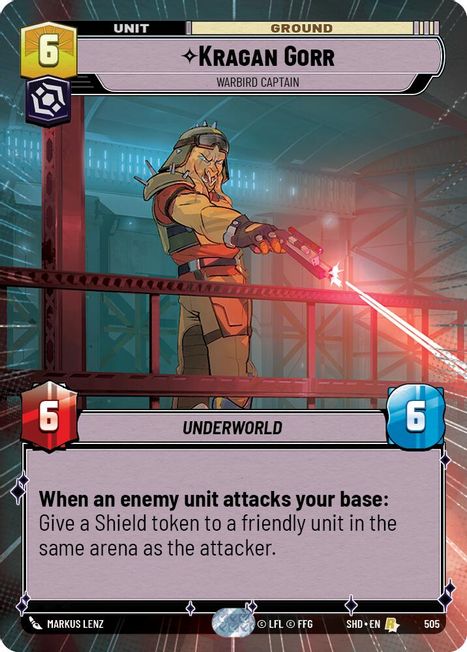 UNIT GROUND
6
✧KRAGAN GORR
WARBIRD CAPTAIN
6
UNDERWORLD
6
When an enemy unit attacks your base:
Give a Shield token to a friendly unit in the
same arena as the attacker.
MARKUS LENZ © LFL © FFG SHD•EN R 505